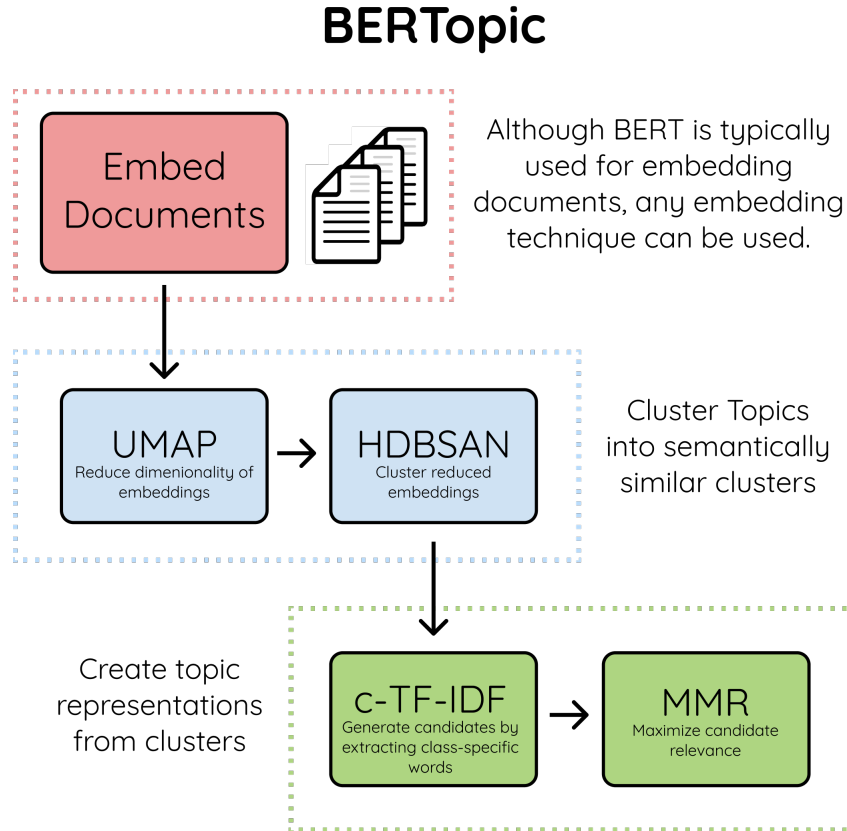 BERTopic
Embed
Documents
Although BERT is typically
used for embedding
documents, any embedding
technique can be used.
UMAP
Reduce dimenionality of
embeddings
HDBSAN
Cluster reduced
embeddings
Cluster Topics
into semantically
similar clusters
Create topic
representations
from clusters
c-TF-IDF
Generate candidates by
extracting class-specific
words
MMR
Maximize candidate
relevance